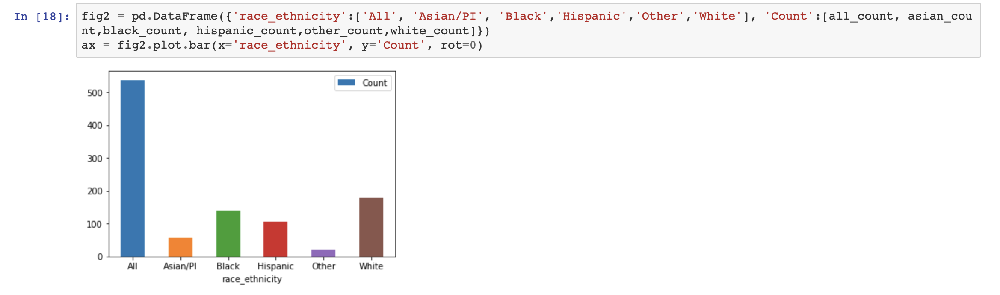 In [18]: fig2 = pd.DataFrame({'race_ethnicity':['All', 'Asian/PI', 'Black','Hispanic','Other','White'], 'Count':[all_count, asian_cou
nt,black_count, hispanic_count,other_count,white_count]})
ax = fig2.plot.bar(x='race_ethnicity', y='Count', rot=0)
Count
500
400
300
200
100
0
All Asian/PI Black Hispanic Other White
race_ethnicity